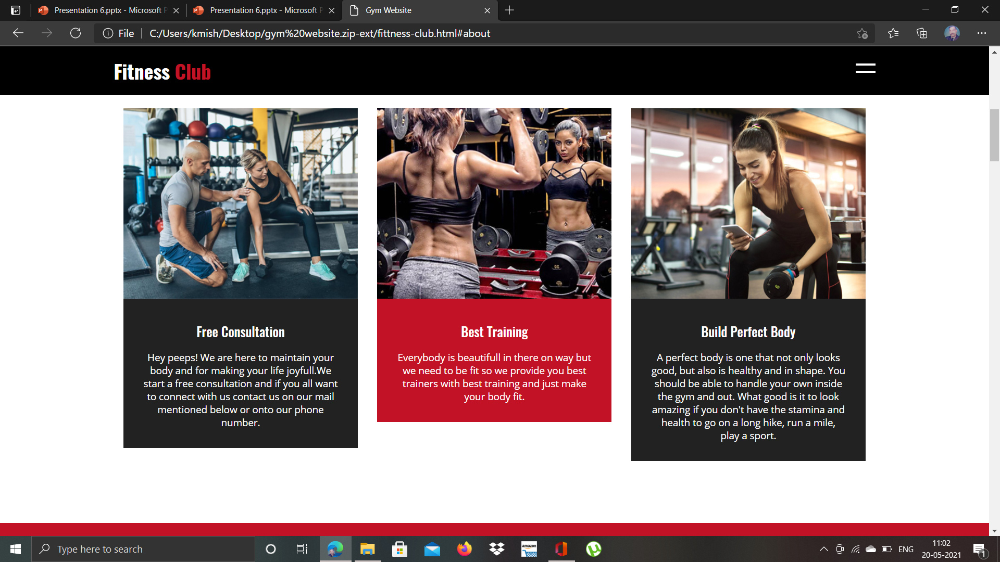 Presentation 6.pptx - Microsoft P
Presentation 6.pptx - Microsoft P
Gym Website
File
C:/Users/kmish/Desktop/gym%20website.zip-ext/fittness-club.html#about
Fitness Club
Free Consultation
Hey peeps! We are here to maintain your
body and for making your life joyfull.We
start a free consultation and if you all want
to connect with us contact us on our mail
mentioned below or onto our phone
number.
Best Training
Everybody is beautifull in there on way but
we need to be fit so we provide you best
trainers with best training and just make
your body fit.
Build Perfect Body
A perfect body is one that not only looks
good, but also is healthy and in shape. You
should be able to handle your own inside
the gym and out. What good is it to look
amazing if you don't have the stamina and
health to go on a long hike, run a mile,
play a sport.
Type here to search
amazon
ENG
11:02
20-05-2021
1